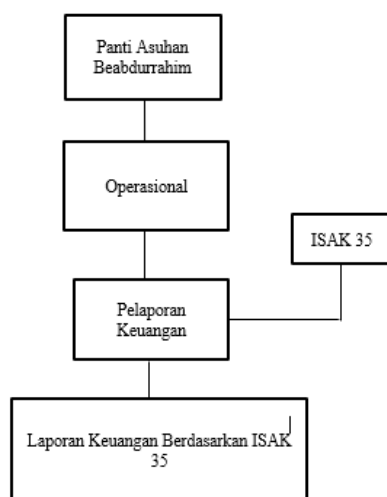 Panti Asuhan
Beabdurrahim
Operasional
ISAK 35
Pelaporan
Keuangan
Laporan Keuangan Berdasarkan ISAK
35